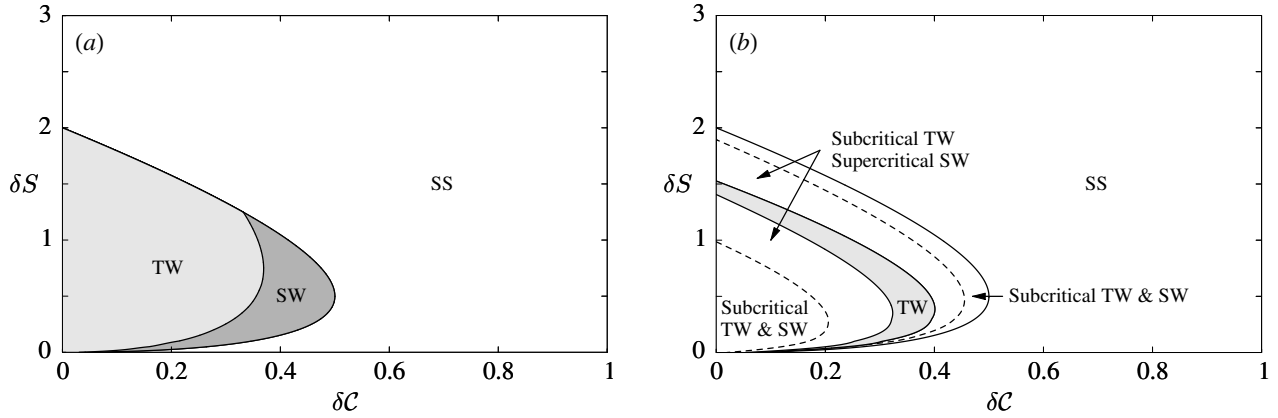 (a)
3
2
δS
1
0
TW
SW
SS
0
0.2
0.4
0.6
0.8
1
δC
(b)
3
2
δS
1
0
Subcritical TW
Supercritical SW
SS
TW
Subcritical TW & SW
Subcritical
TW & SW
0
0.2
0.4
0.6
0.8
1
δC